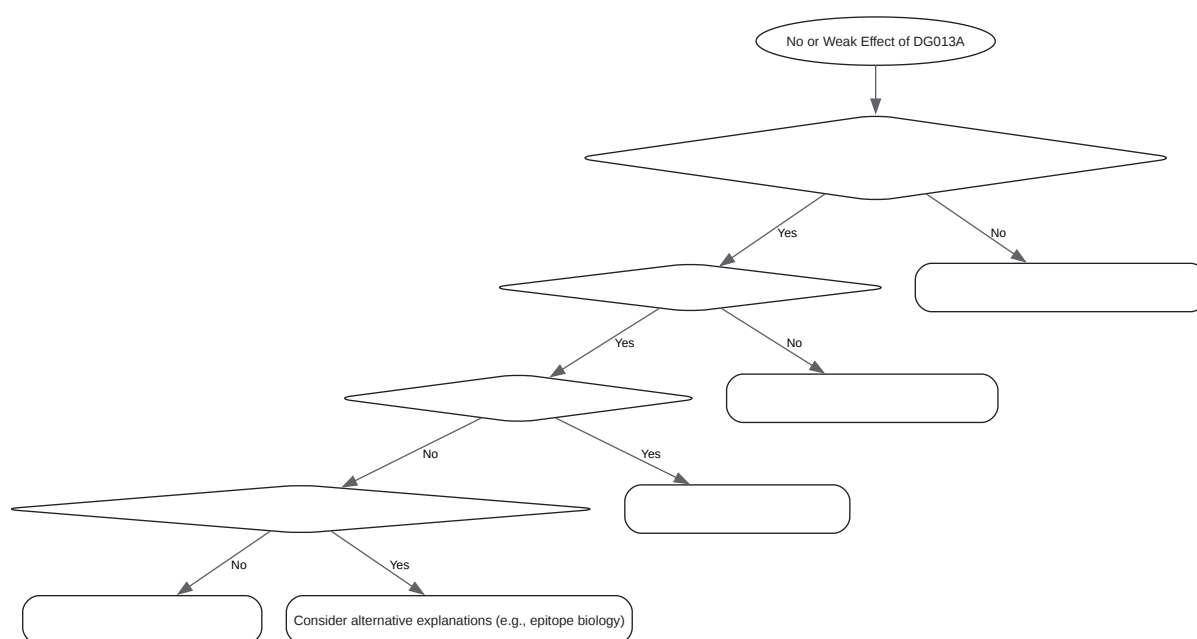 No or Weak Effect of DG013A
Yes
No
Yes
No
No
Yes
No
Yes
Consider alternative explanations (e.g., epitope biology)